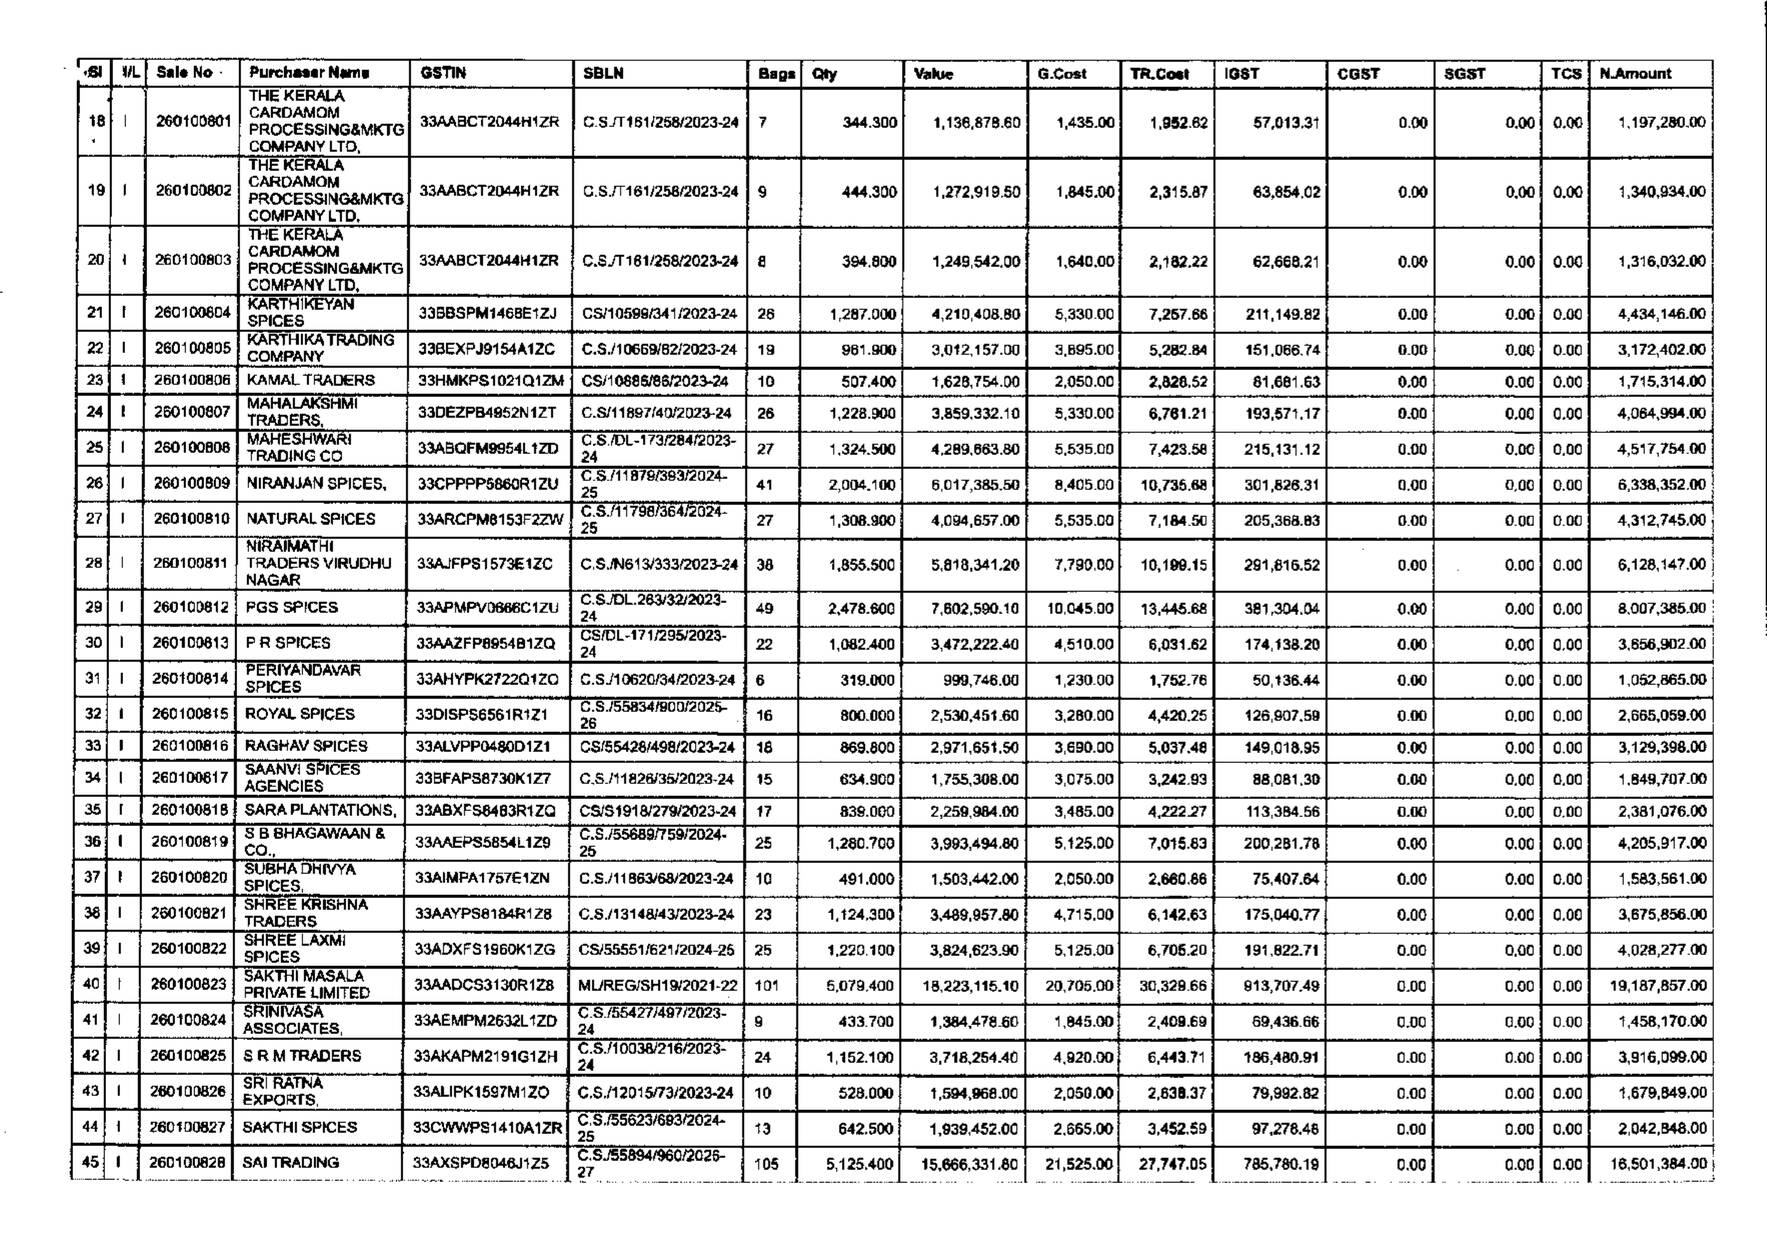 Sl I/L Sale No Purchaser Name GSTIN SBLN Bags Qty Value G.Cost TR.Cost IGST CGST SGST TCS N.Amount
18 I 260100801 THE KERALA CARDAMOM PROCESSING&MKTG COMPANY LTD, 33AABCT2044H1ZR C.S./T161/258/2023-24 7 344.300 1,136,878.60 1,435.00 1,952.62 57,013.31 0.00 0.00 0.00 1,197,280.00
19 I 260100802 THE KERALA CARDAMOM PROCESSING&MKTG COMPANY LTD, 33AABCT2044H1ZR C.S./T161/258/2023-24 9 444.300 1,272,919.50 1,845.00 2,315.87 63,854.02 0.00 0.00 0.00 1,340,934.00
20 I 260100803 THE KERALA CARDAMOM PROCESSING&MKTG COMPANY LTD, 33AABCT2044H1ZR C.S./T161/258/2023-24 8 394.800 1,249,542.00 1,640.00 2,182.22 62,668.21 0.00 0.00 0.00 1,316,032.00
21 I 260100804 KARTHIKEYAN SPICES 33BBSPM1468E1ZJ CS/10599/341/2023-24 26 1,287.000 4,210,408.80 5,330.00 7,257.66 211,149.82 0.00 0.00 0.00 4,434,146.00
22 I 260100805 KARTHIKA TRADING COMPANY 33BEXPJ9154A1ZC C.S./10669/82/2023-24 19 961.900 3,012,157.00 3,895.00 5,282.84 151,066.74 0.00 0.00 0.00 3,172,402.00
23 I 260100806 KAMAL TRADERS 33HMKPS1021Q1ZM CS/10886/86/2023-24 10 507.400 1,628,754.00 2,050.00 2,828.52 81,681.63 0.00 0.00 0.00 1,715,314.00
24 I 260100807 MAHALAKSHMI TRADERS, 33DEZPB4952N1ZT C.S/11897/40/2023-24 26 1,228.900 3,859,332.10 5,330.00 6,761.21 193,571.17 0.00 0.00 0.00 4,064,994.00
25 I 260100808 MAHESHWARI TRADING CO 33ABQFM9954L1ZD C.S./DL-173/284/2023-24 27 1,324.500 4,289,663.80 5,535.00 7,423.58 215,131.12 0.00 0.00 0.00 4,517,754.00
26 I 260100809 NIRANJAN SPICES, 33CPPPP5860R1ZU C.S./11879/393/2024-25 41 2,004.100 6,017,385.50 8,405.00 10,735.68 301,826.31 0.00 0.00 0.00 6,338,352.00
27 I 260100810 NATURAL SPICES 33ARCPM8153F2ZW C.S./11798/364/2024-25 27 1,308.900 4,094,657.00 5,535.00 7,184.50 205,368.83 0.00 0.00 0.00 4,312,745.00
28 I 260100811 NIRAIMATHI TRADERS VIRUDHU NAGAR 33AJFPS1573E1ZC C.S./N613/333/2023-24 38 1,855.500 5,818,341.20 7,790.00 10,199.15 291,816.52 0.00 0.00 0.00 6,128,147.00
29 I 260100812 PGS SPICES 33APMPV0666C1ZU C.S./DL.263/32/2023-24 49 2,478.600 7,602,590.10 10,045.00 13,445.68 381,304.04 0.00 0.00 0.00 8,007,385.00
30 I 260100813 P R SPICES 33AAZFP8954B1ZQ CS/DL-171/295/2023-24 22 1,082.400 3,472,222.40 4,510.00 6,031.62 174,138.20 0.00 0.00 0.00 3,656,902.00
31 I 260100814 PERIYANDAVAR SPICES 33AHYPK2722Q1ZO C.S./10620/34/2023-24 6 319.000 999,746.00 1,230.00 1,752.76 50,136.44 0.00 0.00 0.00 1,052,865.00
32 I 260100815 ROYAL SPICES 33DISPS6561R1Z1 C.S./55834/900/2025-26 16 800.000 2,530,451.60 3,280.00 4,420.25 126,907.59 0.00 0.00 0.00 2,665,059.00
33 I 260100816 RAGHAV SPICES 33ALVPP0480D1Z1 CS/55428/498/2023-24 18 869.800 2,971,651.50 3,690.00 5,037.48 149,018.95 0.00 0.00 0.00 3,129,398.00
34 I 260100817 SAANVI SPICES AGENCIES 33BFAPS8730K1Z7 C.S./11826/35/2023-24 15 634.900 1,755,308.00 3,075.00 3,242.93 88,081.30 0.00 0.00 0.00 1,849,707.00
35 I 260100818 SARA PLANTATIONS, 33ABXFS8483R1ZQ CS/S1918/279/2023-24 17 839.000 2,259,984.00 3,485.00 4,222.27 113,384.56 0.00 0.00 0.00 2,381,076.00
36 I 260100819 S B BHAGAWAAN & CO., 33AAEPS5854L1Z9 C.S./55689/759/2024-25 25 1,280.700 3,993,494.80 5,125.00 7,015.83 200,281.78 0.00 0.00 0.00 4,205,917.00
37 I 260100820 SUBHA DHIVYA SPICES, 33AIMPA1757E1ZN C.S./11863/68/2023-24 10 491.000 1,503,442.00 2,050.00 2,660.86 75,407.64 0.00 0.00 0.00 1,583,561.00
38 I 260100821 SHREE KRISHNA TRADERS 33AAYPS8184R1Z8 C.S./13148/43/2023-24 23 1,124.300 3,489,957.80 4,715.00 6,142.63 175,040.77 0.00 0.00 0.00 3,675,856.00
39 I 260100822 SHREE LAXMI SPICES 33ADXFS1960K1ZG CS/55551/621/2024-25 25 1,220.100 3,824,623.90 5,125.00 6,705.20 191,822.71 0.00 0.00 0.00 4,028,277.00
40 I 260100823 SAKTHI MASALA PRIVATE LIMITED 33AADCS3130R1Z8 ML/REG/SH19/2021-22 101 5,079.400 18,223,115.10 20,705.00 30,329.66 913,707.49 0.00 0.00 0.00 19,187,857.00
41 I 260100824 SRINIVASA ASSOCIATES, 33AEMPM2632L1ZD C.S./55427/497/2023-24 9 433.700 1,384,478.60 1,845.00 2,409.69 69,436.66 0.00 0.00 0.00 1,458,170.00
42 I 260100825 S R M TRADERS 33AKAPM2191G1ZH C.S./10038/216/2023-24 24 1,152.100 3,718,254.40 4,920.00 6,443.71 186,480.91 0.00 0.00 0.00 3,916,099.00
43 I 260100826 SRI RATNA EXPORTS, 33ALIPK1597M1ZO C.S./12015/73/2023-24 10 528.000 1,594,968.00 2,050.00 2,838.37 79,992.82 0.00 0.00 0.00 1,679,849.00
44 I 260100827 SAKTHI SPICES 33CWWPS1410A1ZR C.S./55623/693/2024-25 13 642.500 1,939,452.00 2,665.00 3,452.59 97,278.48 0.00 0.00 0.00 2,042,848.00
45 I 260100828 SAI TRADING 33AXSPD8046J1Z5 C.S./55894/960/2026-27 105 5,125.400 15,666,331.80 21,525.00 27,747.05 785,780.19 0.00 0.00 0.00 16,501,384.00